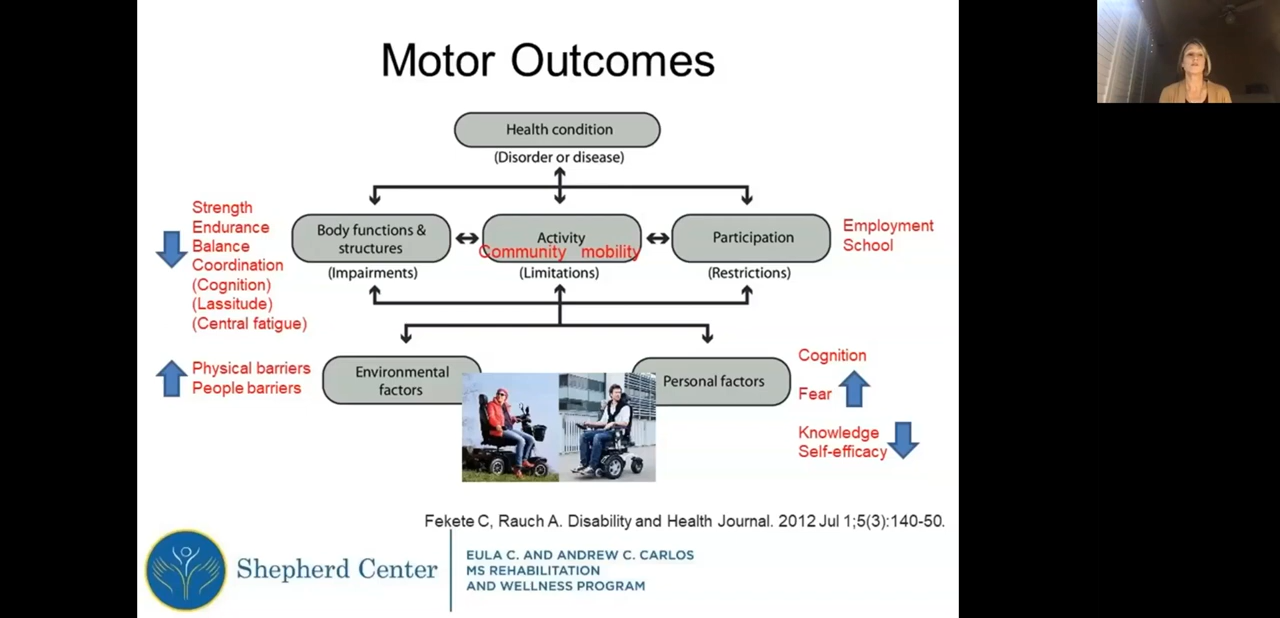 Motor Outcomes
Health condition
(Disorder or disease)
Strength
Endurance
Balance
Coordination
(Cognition)
(Lassitude)
(Central fatigue)
Body functions &
structures
(Impairments)
Activity
Community mobility
(Limitations)
Participation
(Restrictions)
Employment
School
Physical barriers
People barriers
Environmental
factors
Personal factors
Cognition
Fear
Knowledge
Self-efficacy
Fekete C, Rauch A. Disability and Health Journal. 2012 Jul 1;5(3):140-50.
Shepherd Center
EULA C. AND ANDREW C. CARLOS
MS REHABILITATION
AND WELLNESS PROGRAM